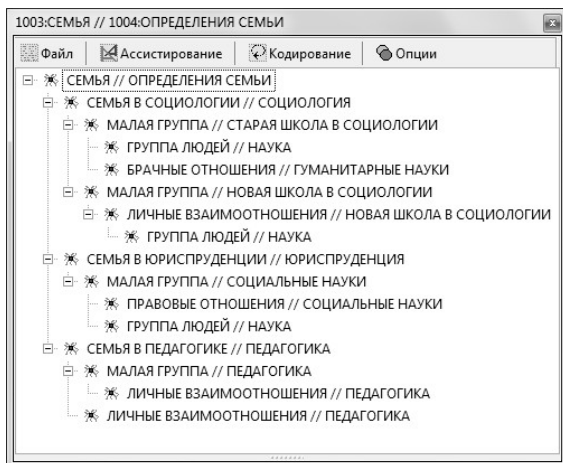 1003:СЕМЬЯ // 1004:ОПРЕДЕЛЕНИЯ СЕМЬИ
Файл Ассистирование Кодирование Опции
СЕМЬЯ // ОПРЕДЕЛЕНИЯ СЕМЬИ
СЕМЬЯ В СОЦИОЛОГИИ // СОЦИОЛОГИЯ
МАЛАЯ ГРУППА // СТАРАЯ ШКОЛА В СОЦИОЛОГИИ
ГРУППА ЛЮДЕЙ // НАУКА
БРАЧНЫЕ ОТНОШЕНИЯ // ГУМАНИТАРНЫЕ НАУКИ
МАЛАЯ ГРУППА // НОВАЯ ШКОЛА В СОЦИОЛОГИИ
ЛИЧНЫЕ ВЗАИМООТНОШЕНИЯ // НОВАЯ ШКОЛА В СОЦИОЛОГИИ
ГРУППА ЛЮДЕЙ // НАУКА
СЕМЬЯ В ЮРИСПРУДЕНЦИИ // ЮРИСПРУДЕНЦИЯ
МАЛАЯ ГРУППА // СОЦИАЛЬНЫЕ НАУКИ
ПРАВОВЫЕ ОТНОШЕНИЯ // СОЦИАЛЬНЫЕ НАУКИ
ГРУППА ЛЮДЕЙ // НАУКА
СЕМЬЯ В ПЕДАГОГИКЕ // ПЕДАГОГИКА
МАЛАЯ ГРУППА // ПЕДАГОГИКА
ЛИЧНЫЕ ВЗАИМООТНОШЕНИЯ // ПЕДАГОГИКА
ЛИЧНЫЕ ВЗАИМООТНОШЕНИЯ // ПЕДАГОГИКА